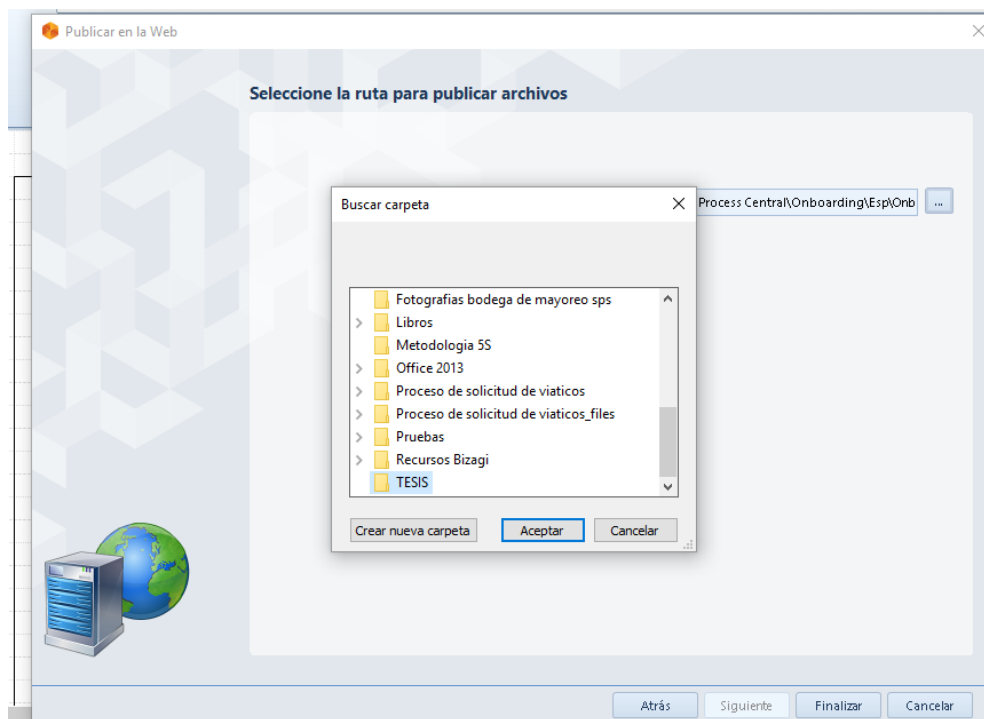 Publicar en la Web
Seleccione la ruta para publicar archivos
Process Central\Onboarding\Esp\Onb
...
Buscar carpeta
Fotografias bodega de mayoreo sps
Libros
Metodologia 5S
Office 2013
Proceso de solicitud de viaticos
Proceso de solicitud de viaticos_files
Pruebas
Recursos Bizagi
TESIS
Crear nueva carpeta Aceptar Cancelar
Atrás Siguiente Finalizar Cancelar